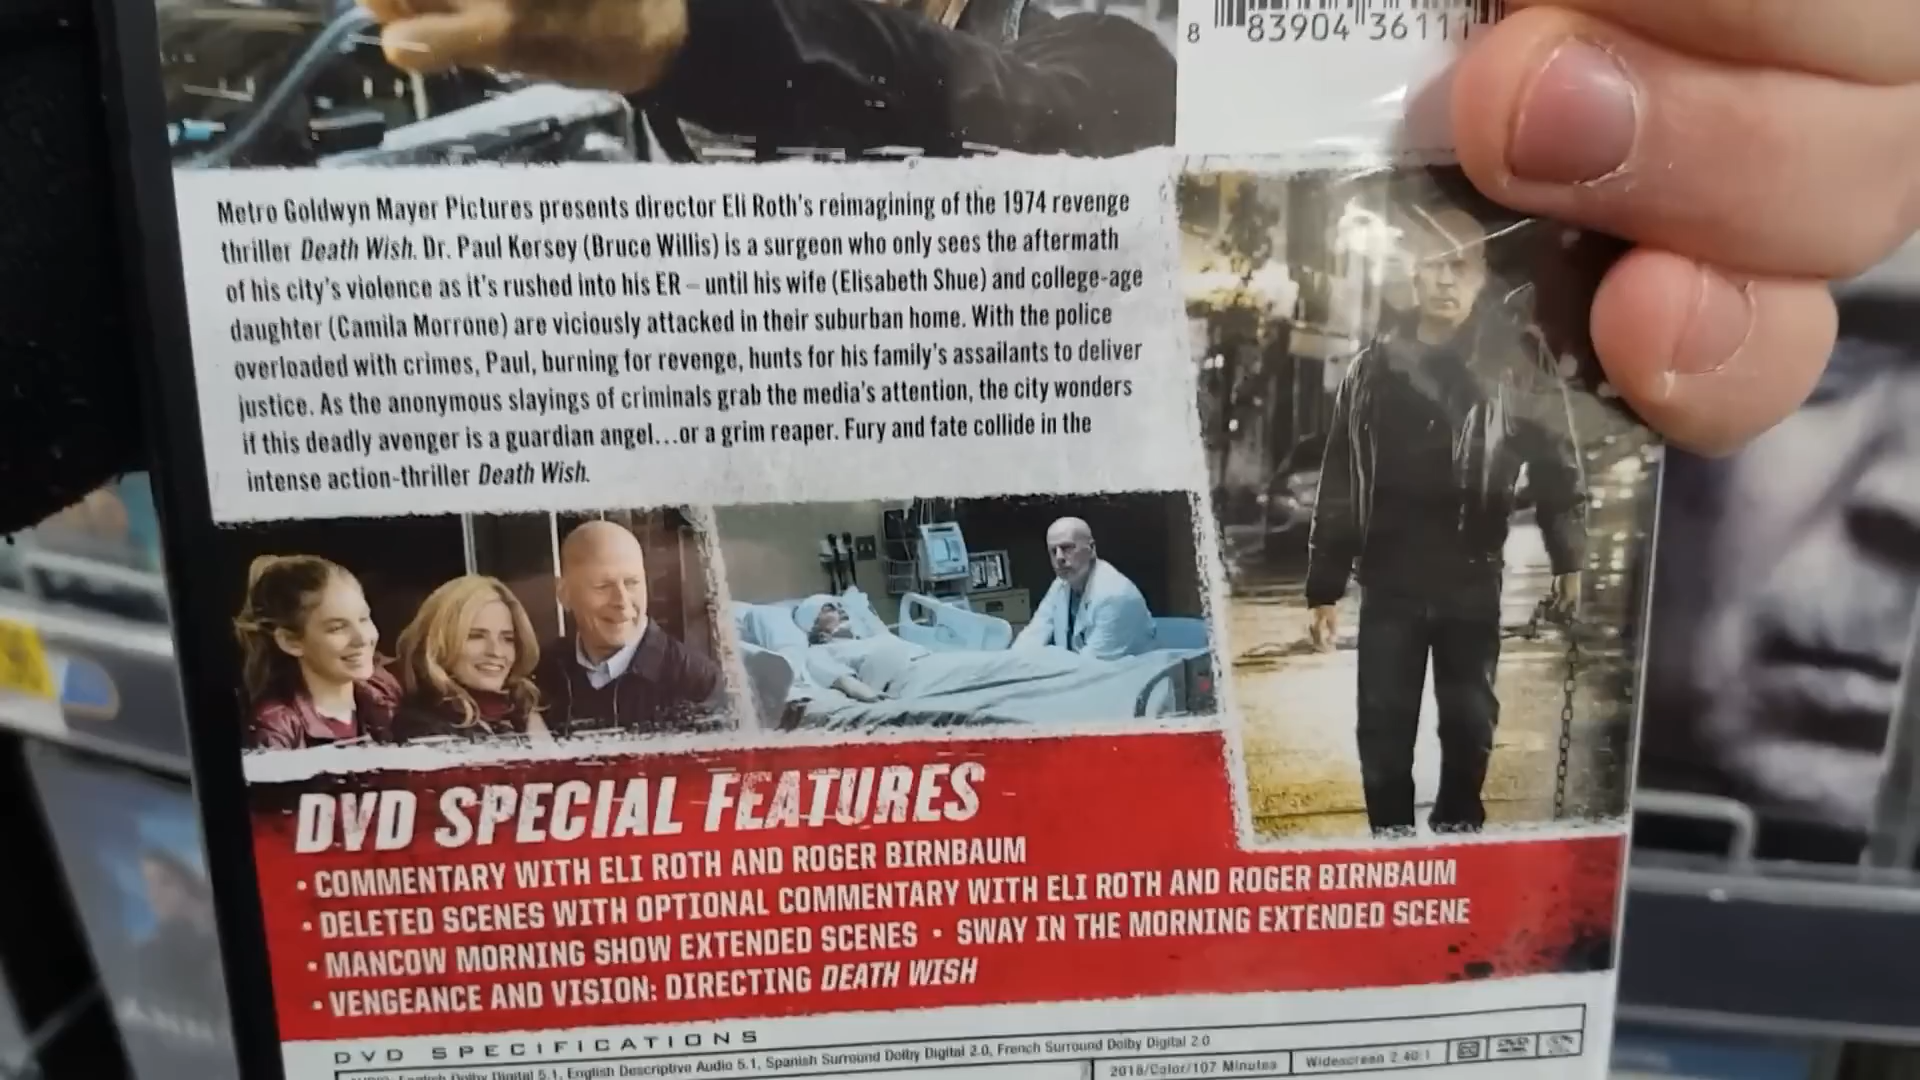 8 83904 36111
Metro Goldwyn Mayer Pictures presents director Eli Roth's reimagining of the 1974 revenge
thriller Death Wish. Dr. Paul Kersey (Bruce Willis) is a surgeon who only sees the aftermath
of his city's violence as it's rushed into his ER – until his wife (Elisabeth Shue) and college-age
daughter (Camila Morrone) are viciously attacked in their suburban home. With the police
overloaded with crimes, Paul, burning for revenge, hunts for his family's assailants to deliver
justice. As the anonymous slayings of criminals grab the media's attention, the city wonders
if this deadly avenger is a guardian angel...or a grim reaper. Fury and fate collide in the
intense action-thriller Death Wish.
DVD SPECIAL FEATURES
• COMMENTARY WITH ELI ROTH AND ROGER BIRNBAUM
• DELETED SCENES WITH OPTIONAL COMMENTARY WITH ELI ROTH AND ROGER BIRNBAUM
• MANCOW MORNING SHOW EXTENDED SCENES • SWAY IN THE MORNING EXTENDED SCENE
• VENGEANCE AND VISION: DIRECTING DEATH WISH
DVD SPECIFICATIONS
English Dolby Digital 5.1, English Descriptive Audio 5.1, Spanish Surround Dolby Digital 2.0, French Surround Dolby Digital 2.0
2018/Color/107 Minutes Widescreen 2.40:1